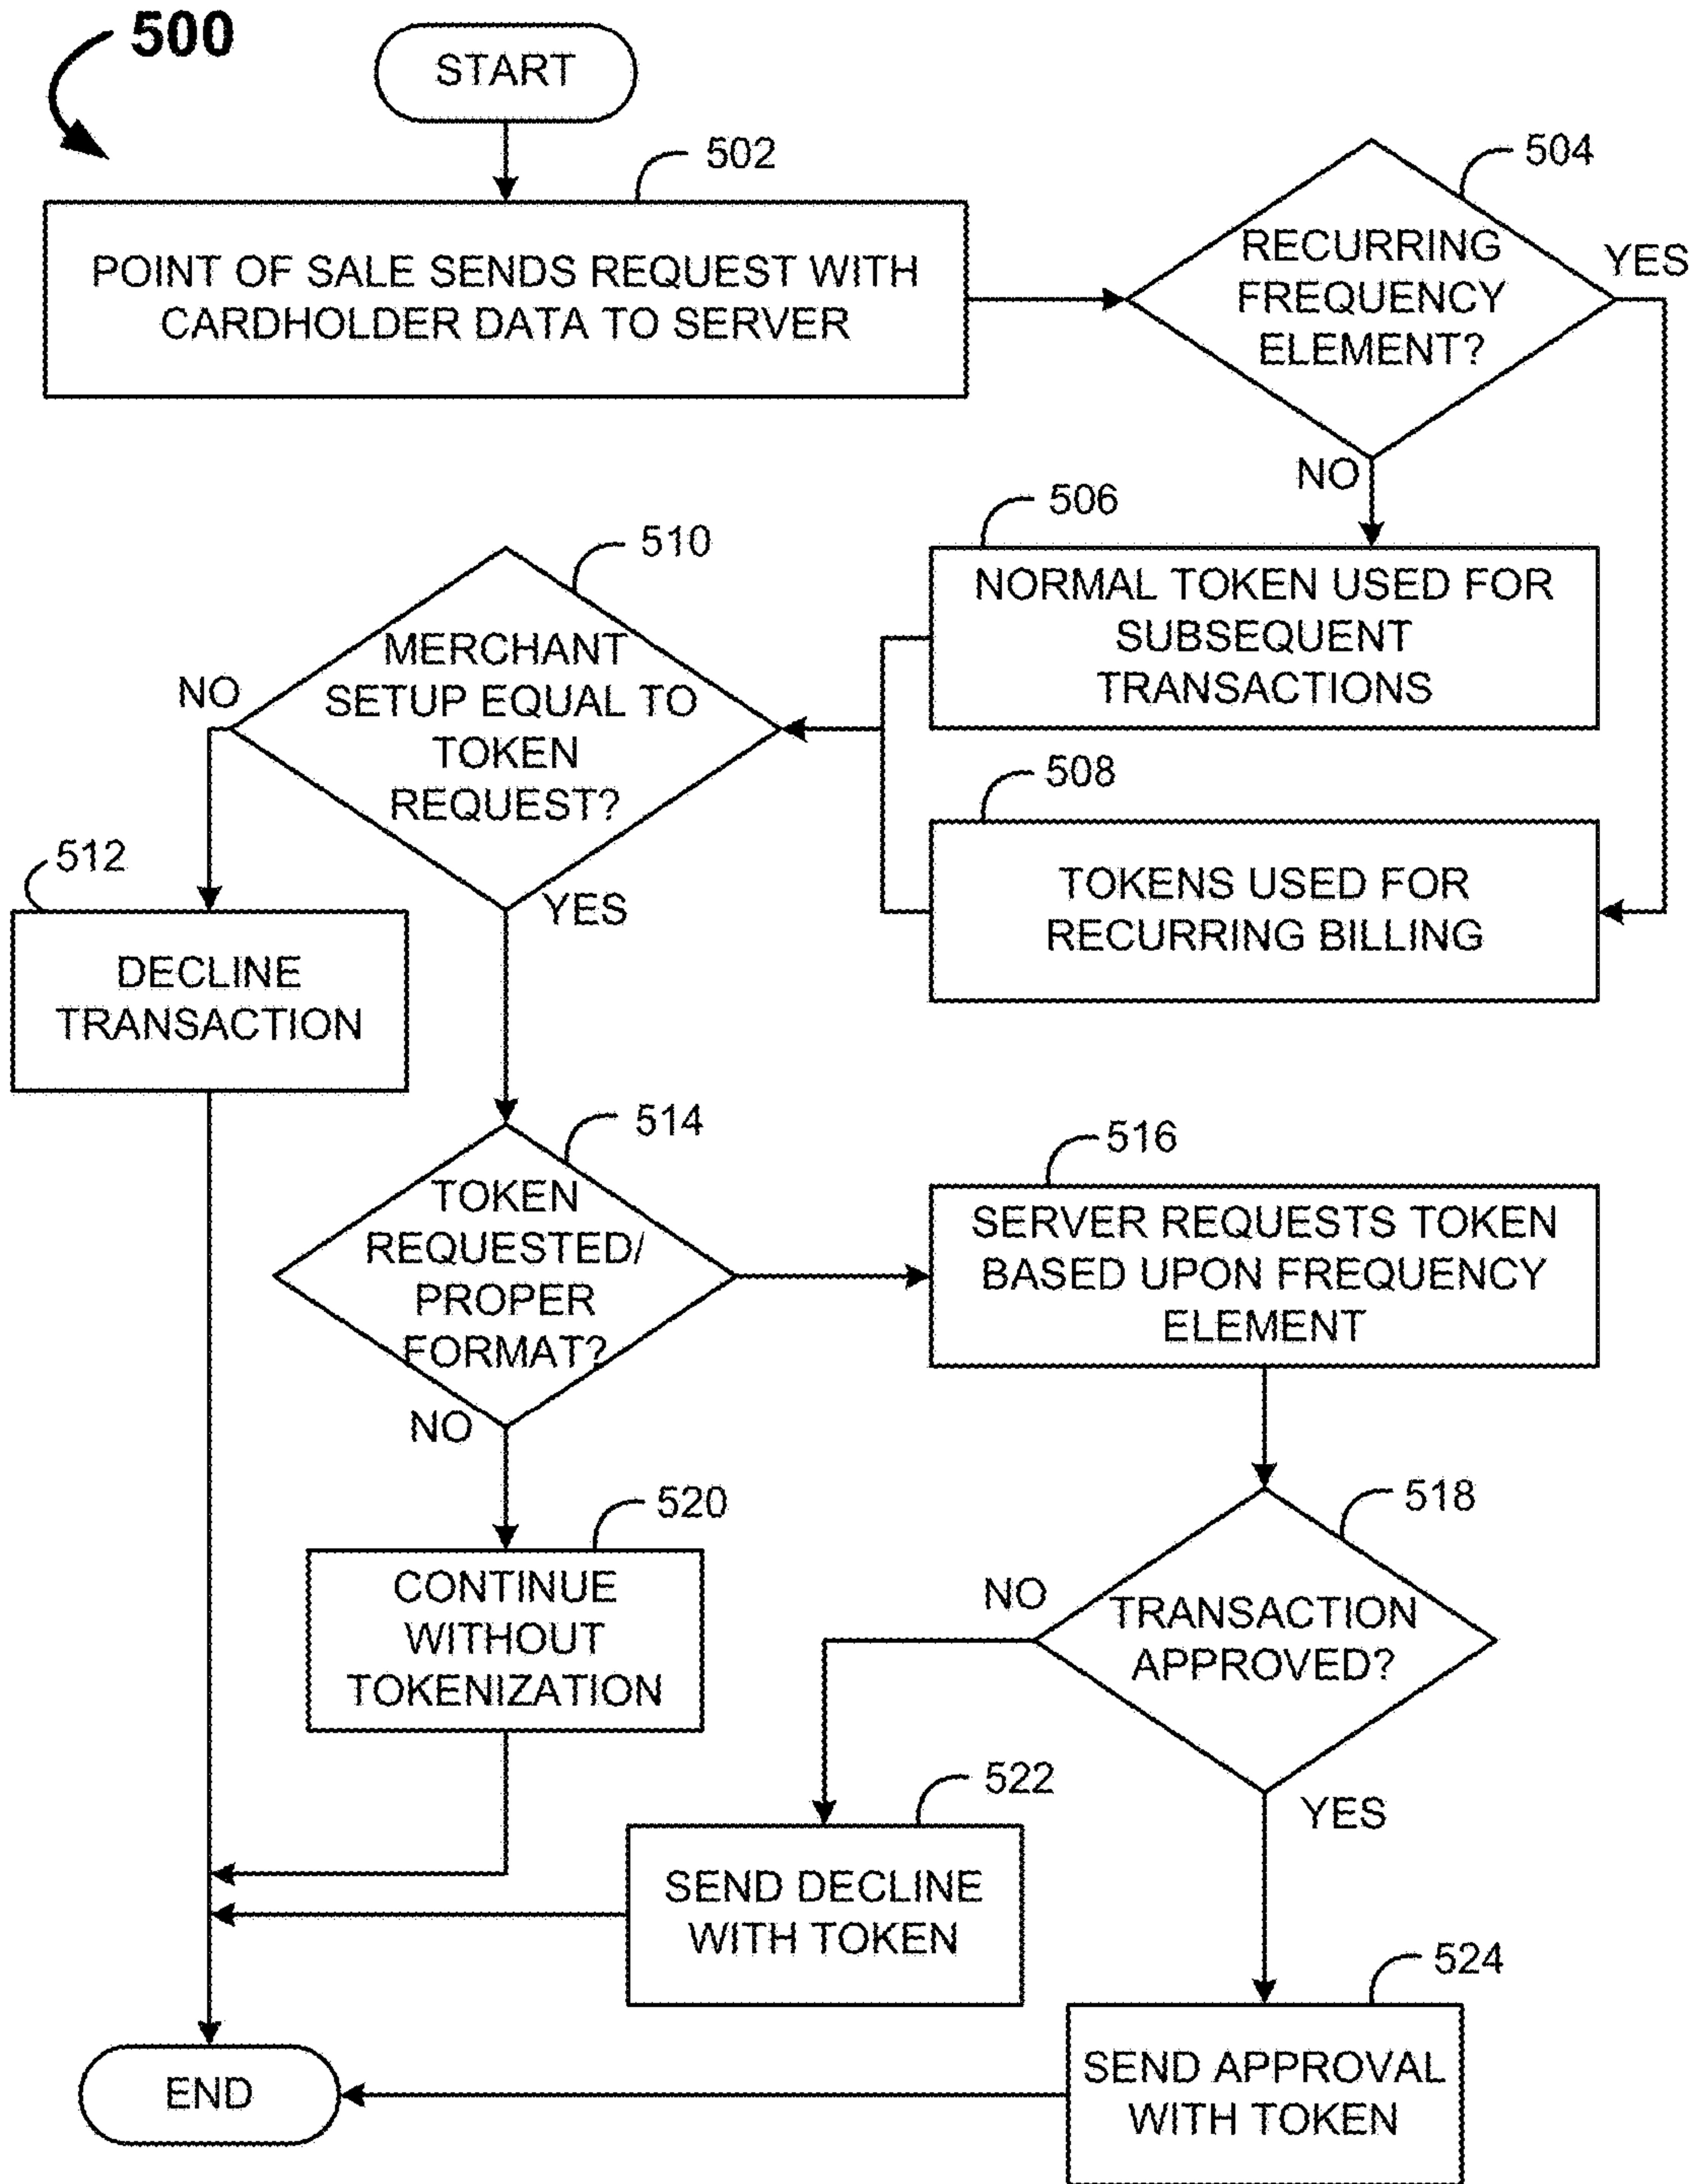 500
START
502
POINT OF SALE SENDS REQUEST WITH
CARDHOLDER DATA TO SERVER
504
RECURRING
FREQUENCY
ELEMENT?
YES
NO
506
NORMAL TOKEN USED FOR
SUBSEQUENT
TRANSACTIONS
508
TOKENS USED FOR
RECURRING BILLING
510
MERCHANT
SETUP EQUAL TO
TOKEN
REQUEST?
NO
YES
512
DECLINE
TRANSACTION
514
TOKEN
REQUESTED/
PROPER
FORMAT?
NO
516
SERVER REQUESTS TOKEN
BASED UPON FREQUENCY
ELEMENT
518
TRANSACTION
APPROVED?
NO
YES
520
CONTINUE
WITHOUT
TOKENIZATION
522
SEND DECLINE
WITH TOKEN
524
SEND APPROVAL
WITH TOKEN
END